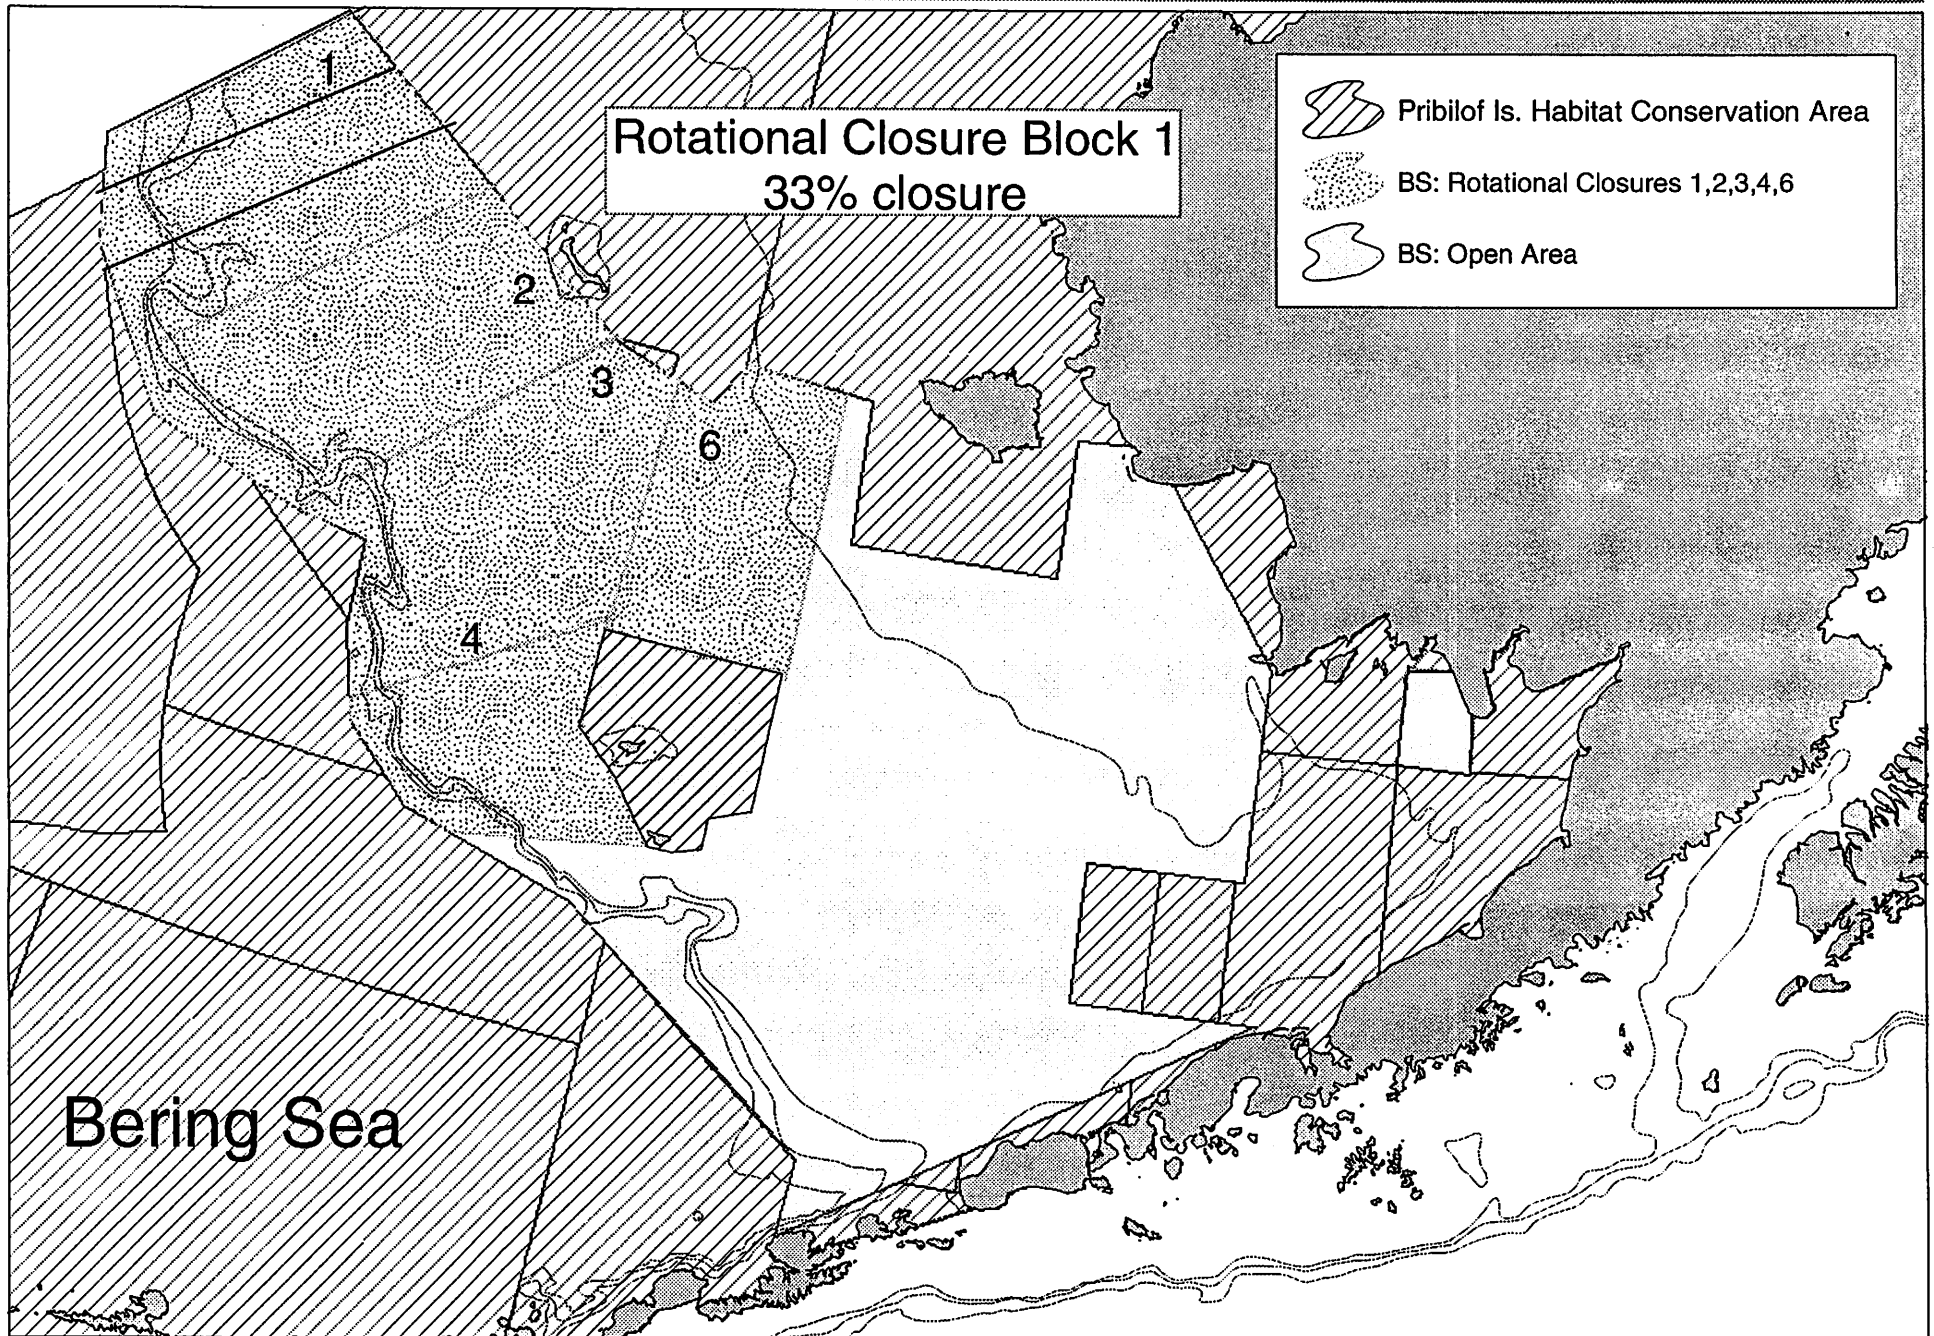 1
Rotational Closure Block 1
33% closure
Pribilof Is. Habitat Conservation Area
BS: Rotational Closures 1,2,3,4,6
BS: Open Area
2
3
6
4
Bering Sea